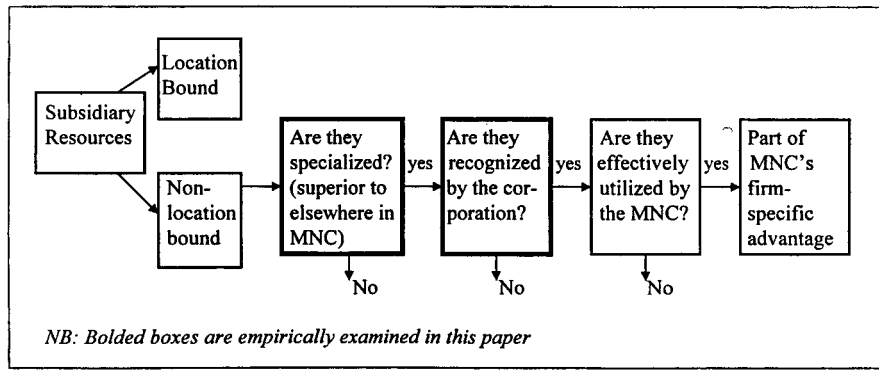 Location
Bound
Subsidiary
Resources
Non-
location
bound
Are they
specialized?
(superior to
elsewhere in
MNC)
yes
No
Are they
recognized
by the cor-
poration?
yes
No
Are they
effectively
utilized by
the MNC?
yes
No
Part of
MNC's
firm-
specific
advantage
NB: Bolded boxes are empirically examined in this paper